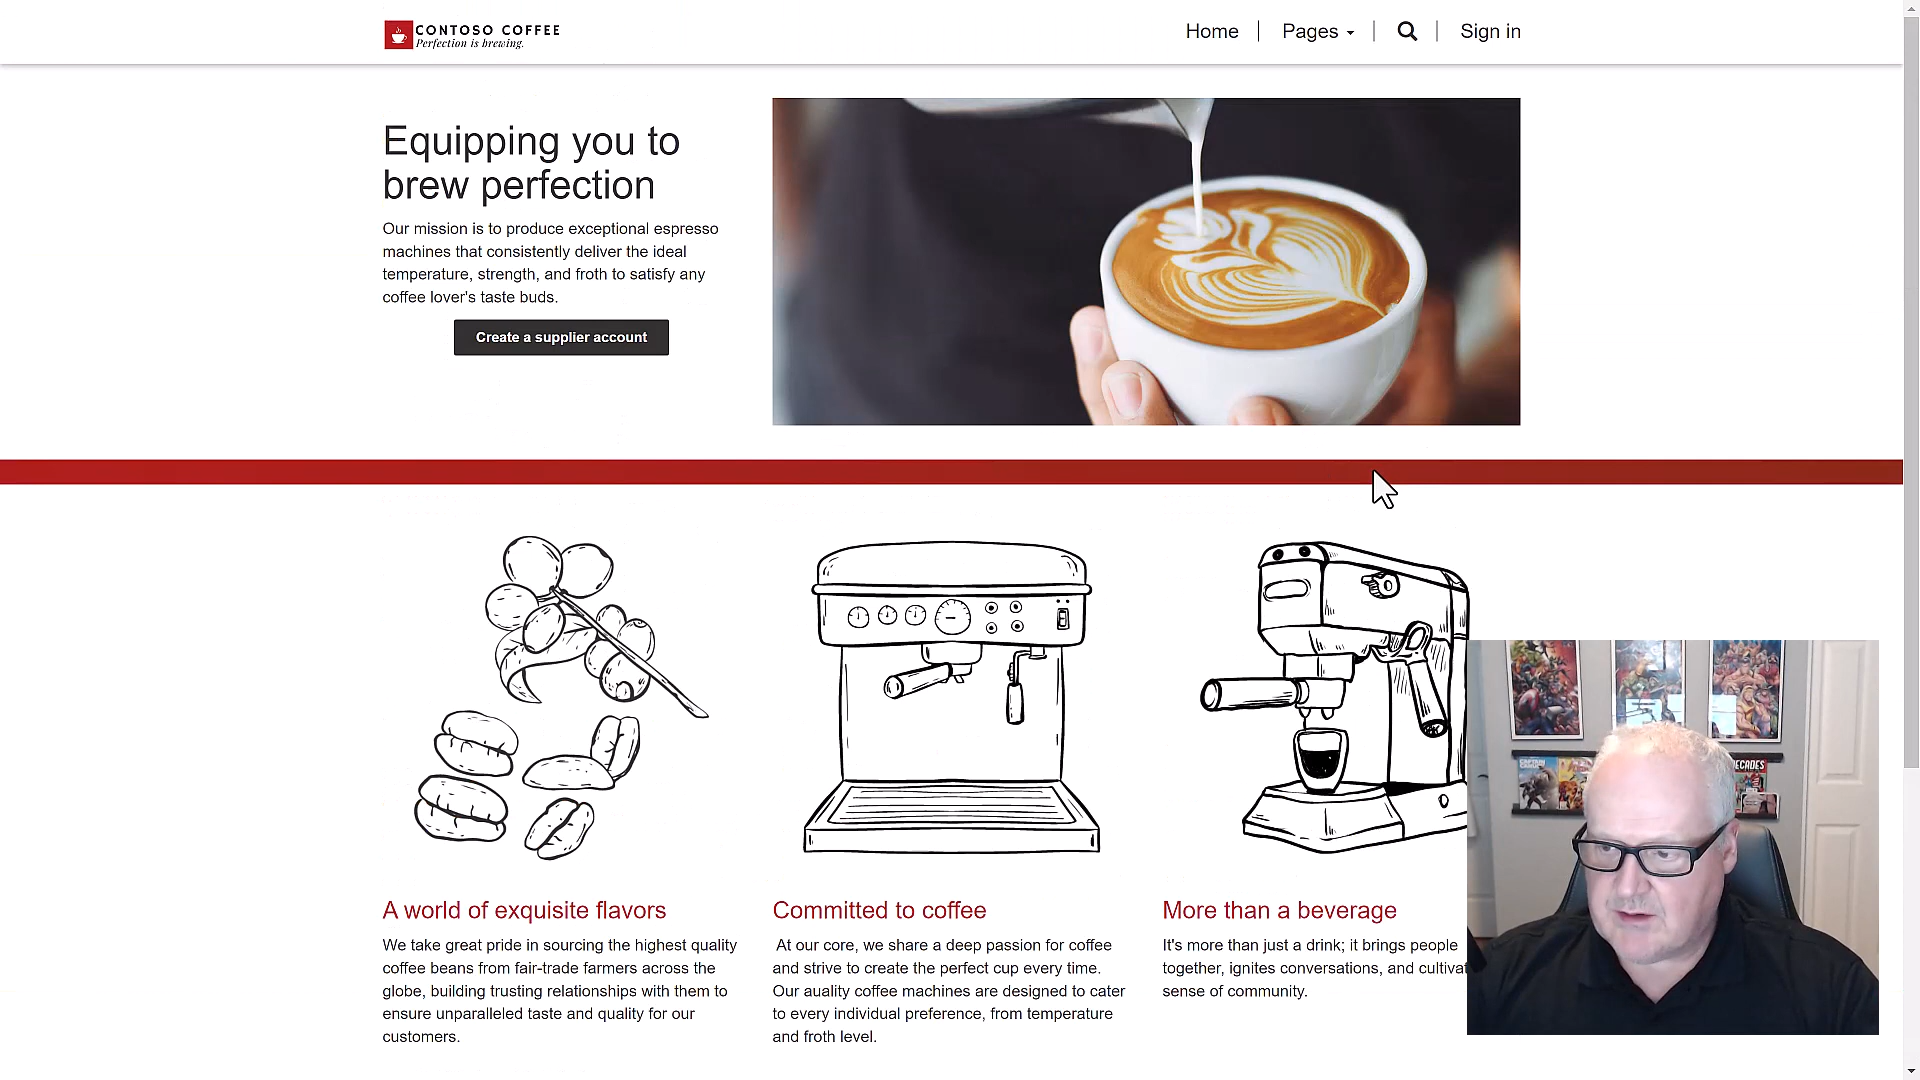 CONTOSO COFFEE
Perfection is brewing.
Home
Pages
Sign in
Equipping you to
brew perfection
Our mission is to produce exceptional espresso
machines that consistently deliver the ideal
temperature, strength, and froth to satisfy any
coffee lover's taste buds.
Create a supplier account
A world of exquisite flavors
We take great pride in sourcing the highest quality
coffee beans from fair-trade farmers across the
globe, building trusting relationships with them to
ensure unparalleled taste and quality for our
customers.
Committed to coffee
At our core, we share a deep passion for coffee
and strive to create the perfect cup every time.
Our auality coffee machines are designed to cater
to every individual preference, from temperature
and froth level.
More than a beverage
It's more than just a drink; it brings people
together, ignites conversations, and cultivat
sense of community.
ECADES